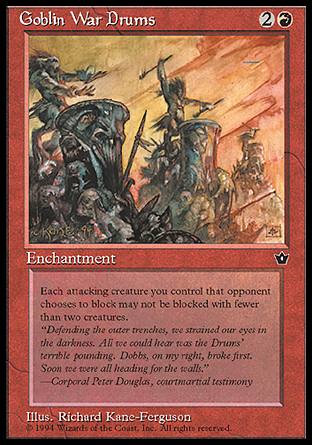 Goblin War Drums 2
Enchantment
Each attacking creature you control that opponent
chooses to block may not be blocked with fewer
than two creatures.
"Defending the outer trenches, we strained our eyes in
the darkness. All we could hear was the Drums'
terrible pounding. Dobbs, on my right, broke first.
Soon we were all heading for the walls."
—Corporal Peter Douglas, courtmartial testimony
Illus. Richard Kane-Ferguson
© 1994 Wizards of the Coast, Inc. All rights reserved.